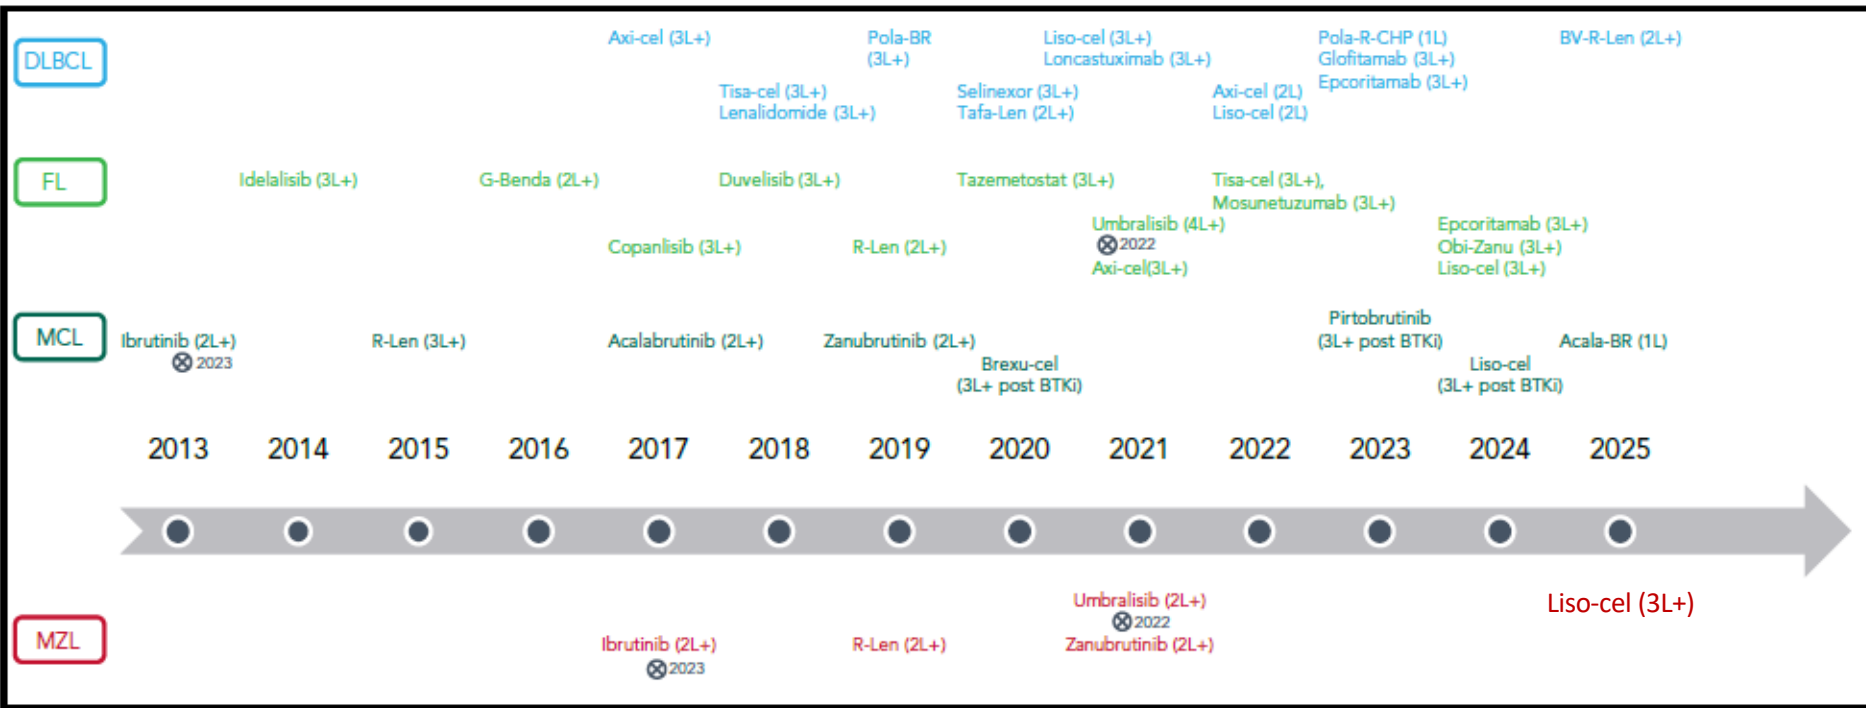 DLBCL
Axi-cel (3L+)
Pola-BR
(3L+)
Liso-cel (3L+)
Loncastuximab (3L+)
Pola-R-CHP (1L)
Glofitamab (3L+)
Epcoritamab (3L+)
BV-R-Len (2L+)
Tisa-cel (3L+)
Lenalidomide (3L+)
Selinexor (3L+)
Tafa-Len (2L+)
Axi-cel (2L)
Liso-cel (2L)
FL
Idelalisib (3L+)
G-Benda (2L+)
Duvelisib (3L+)
Tazemetostat (3L+)
Tisa-cel (3L+),
Mosunetuzumab (3L+)
Copanlisib (3L+)
R-Len (2L+)
Umbralisib (4L+)
2022
Axi-cel(3L+)
Epcoritamab (3L+)
Obi-Zanu (3L+)
Liso-cel (3L+)
MCL
Ibrutinib (2L+)
2023
R-Len (3L+)
Acalabrutinib (2L+)
Zanubrutinib (2L+)
Brexu-cel
(3L+ post BTKi)
Pirtobrutinib
(3L+ post BTKi)
Liso-cel
(3L+ post BTKi)
Acala-BR (1L)
2013 2014 2015 2016 2017 2018 2019 2020 2021 2022 2023 2024 2025
MZL
Ibrutinib (2L+)
2023
R-Len (2L+)
Umbralisib (2L+)
2022
Zanubrutinib (2L+)
Liso-cel (3L+)